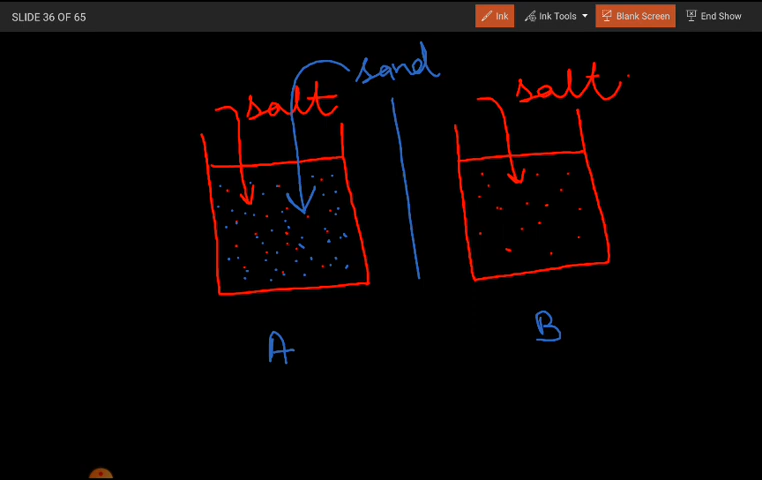 SLIDE 36 OF 65
Ink
Ink Tools
Blank Screen
End Show
sand
salt
salt
A
B